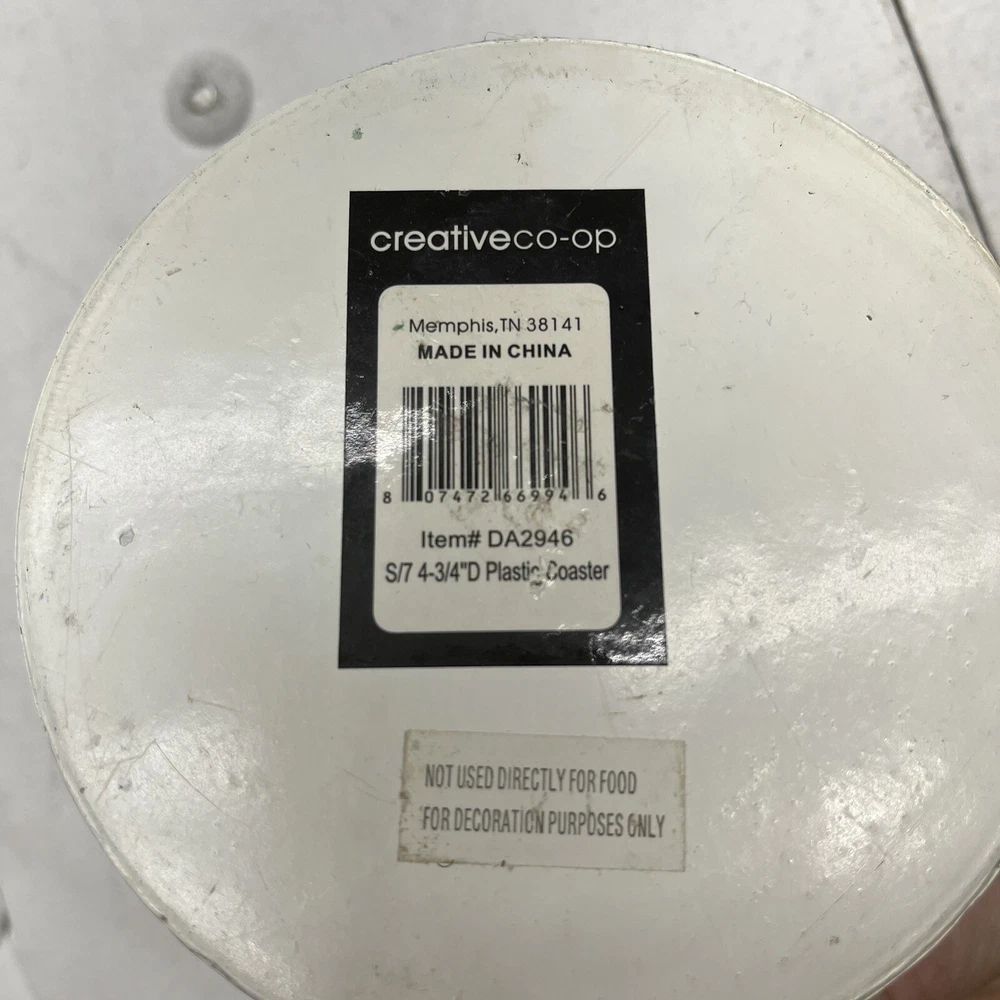 creativeco-op
Memphis,TN 38141
MADE IN CHINA
8 07472 66994 6
Item# DA2946
S/7 4-3/4"D Plastic Coaster
NOT USED DIRECTLY FOR FOOD
FOR DECORATION PURPOSES ONLY